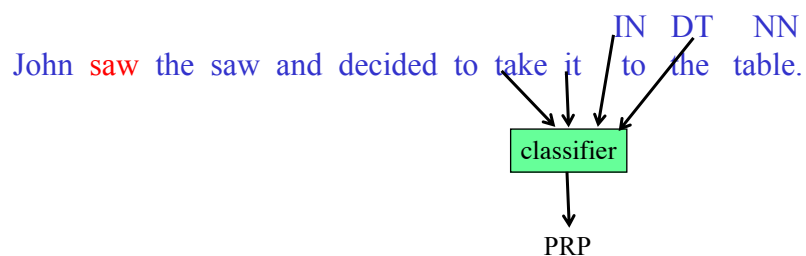 IN DT NN
John saw the saw and decided to take it to the table.
classifier
PRP